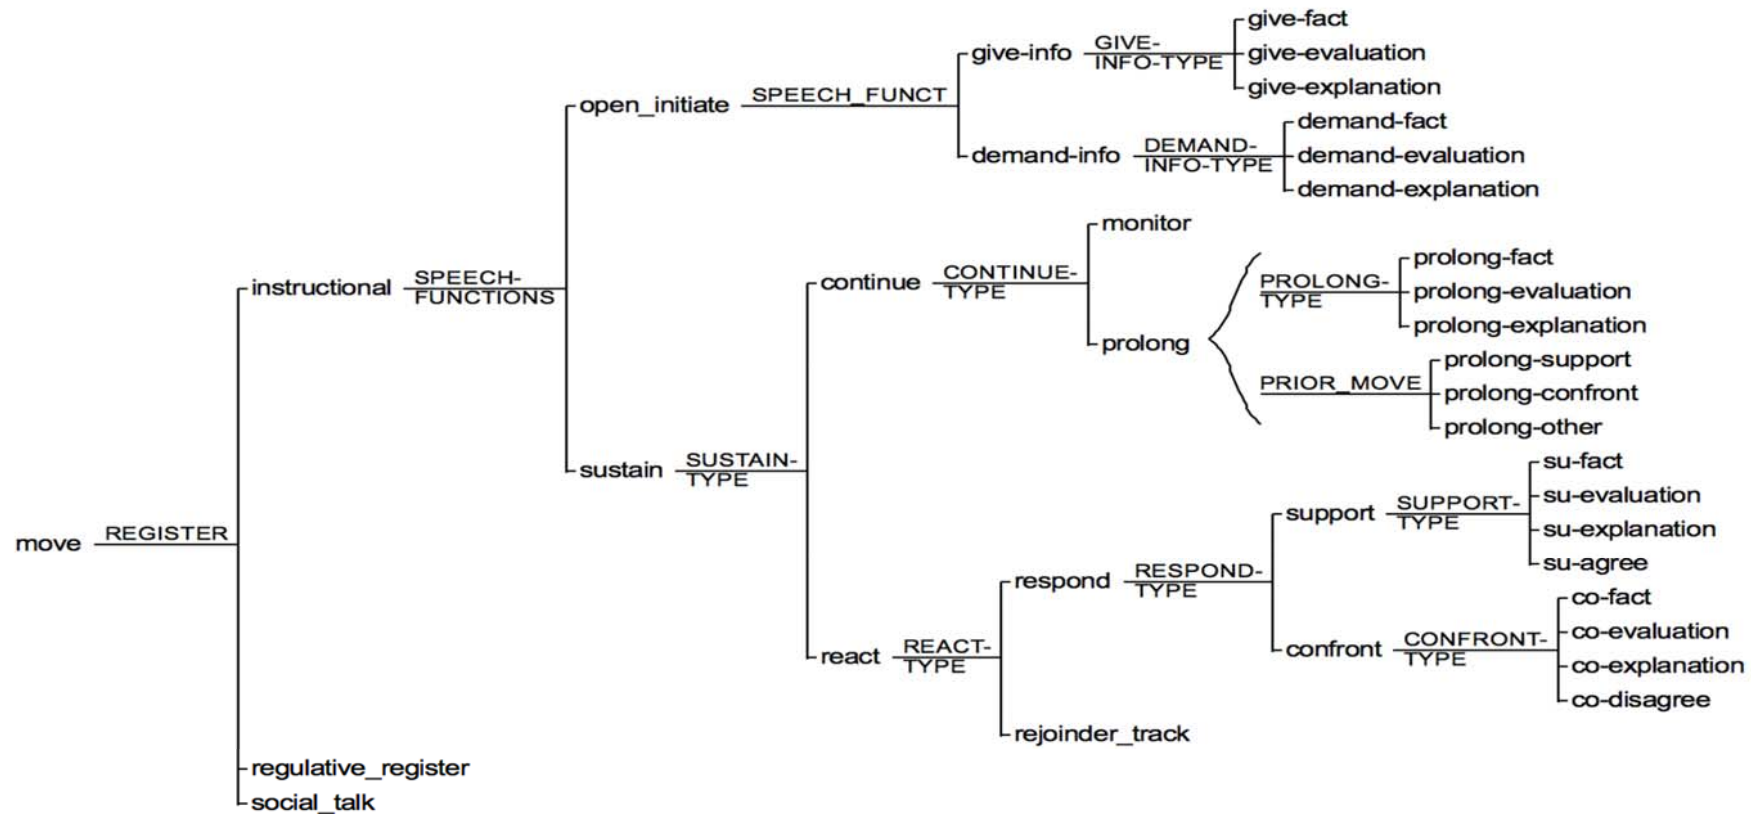 give-fact
give-info GIVE-
INFO-TYPE give-evaluation
give-explanation
open_initiate SPEECH_FUNCT
demand-fact
demand-info DEMAND-
INFO-TYPE demand-evaluation
demand-explanation
monitor
instructional SPEECH-
FUNCTIONS
continue CONTINUE-
TYPE
prolong-fact
PROLONG-
TYPE prolong-evaluation
prolong-explanation
prolong
prolong-support
PRIOR_MOVE prolong-confront
prolong-other
sustain SUSTAIN-
TYPE
su-fact
su-evaluation
support SUPPORT-
TYPE
su-explanation
su-agree
move REGISTER
respond RESPOND-
TYPE
co-fact
co-evaluation
confront CONFRONT-
TYPE
co-explanation
co-disagree
react REACT-
TYPE
rejoinder_track
regulative_register
social_talk